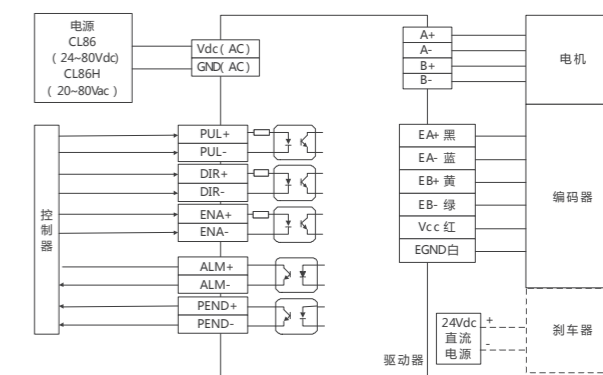 电源
CL86
( 24~80Vdc)
CL86H
( 20~80Vac )
Vdc( AC)
GND( AC)
A+
A-
B+
B-
电机
控制器
PUL+
PUL-
DIR+
DIR-
ENA+
ENA-
ALM+
ALM-
PEND+
PEND-
EA+ 黑
EA- 蓝
EB+ 黄
EB- 绿
Vcc 红
EGND白
编码器
24Vdc
直流
电源
+
-
刹车器
驱动器